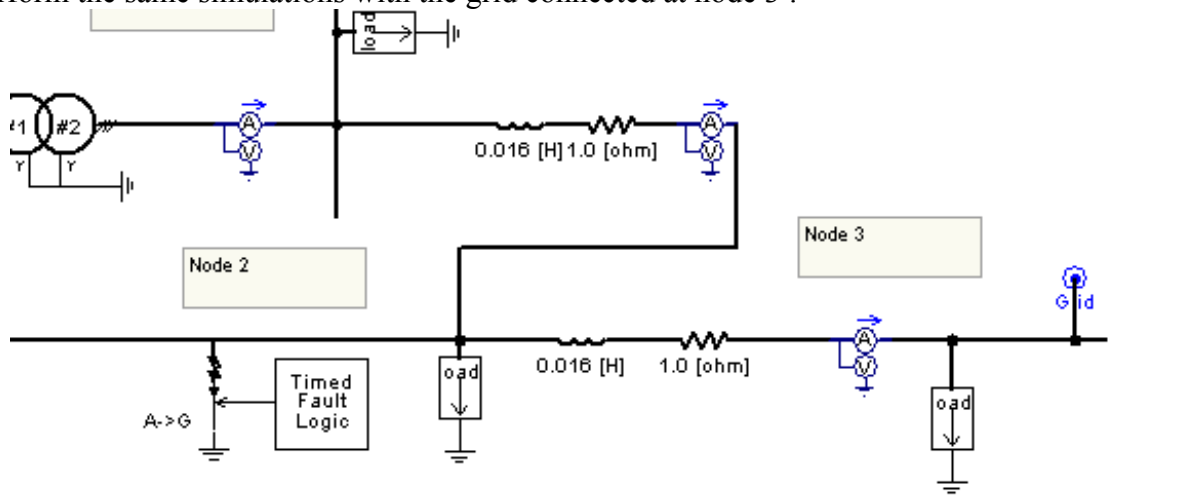 form the same simulations with the grid connected at node 3 .
load
#1 #2
A A
V V
Y Y
0.016 [H] 1.0 [ohm]
Node 3
Node 2
A
V
0.016 [H] 1.0 [ohm]
oad
Timed
Fault
Logic
A->G
oad